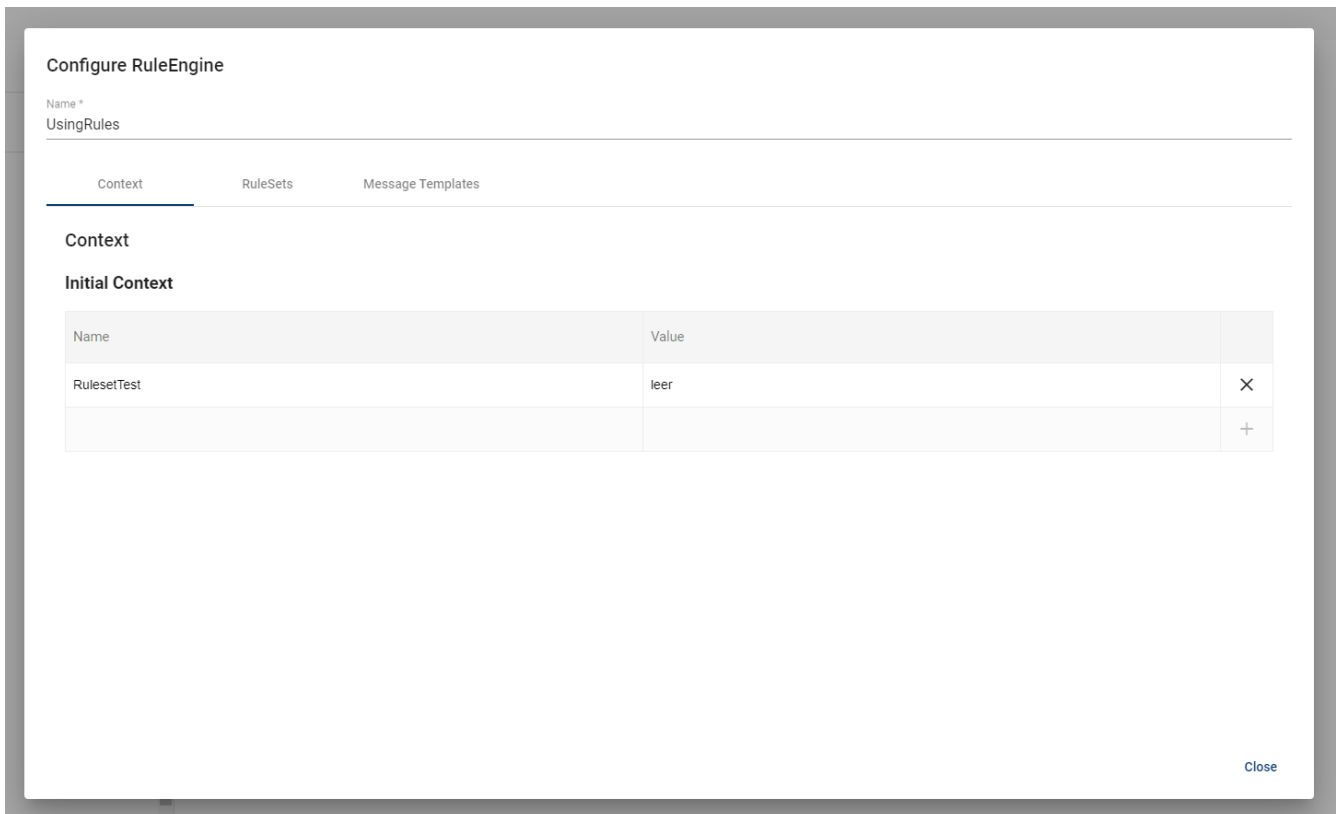 Configure RuleEngine
Name *
UsingRules
Context RuleSets Message Templates
Context
Initial Context
Name Value
RulesetTest leer
Close